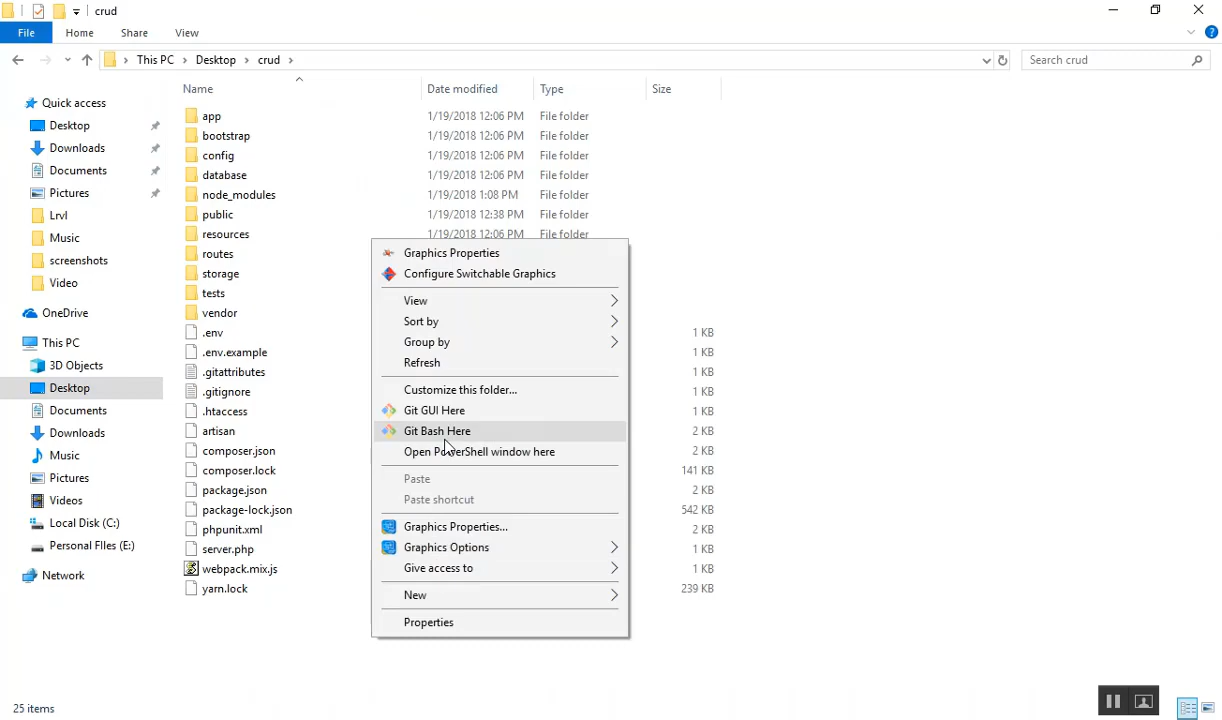 crud
File Home Share View
This PC Desktop crud Search crud
Name Date modified Type Size
Quick access
Desktop
Downloads
Documents
Pictures
Lrvl
Music
screenshots
Video
OneDrive
This PC
3D Objects
Desktop
Documents
Downloads
Music
Pictures
Videos
Local Disk (C:)
Personal FIles (E:)
Network
app 1/19/2018 12:06 PM File folder
bootstrap 1/19/2018 12:06 PM File folder
config 1/19/2018 12:06 PM File folder
database 1/19/2018 12:06 PM File folder
node_modules 1/19/2018 1:08 PM File folder
public 1/19/2018 12:38 PM File folder
resources 1/19/2018 12:06 PM File folder
routes
storage
tests
vendor
.env 1 KB
.env.example 1 KB
.gitattributes 1 KB
.gitignore 1 KB
.htaccess 1 KB
artisan 2 KB
composer.json 2 KB
composer.lock 141 KB
package.json 2 KB
package-lock.json 542 KB
phpunit.xml 2 KB
server.php 1 KB
webpack.mix.js 1 KB
yarn.lock 239 KB
Graphics Properties
Configure Switchable Graphics
View
Sort by
Group by
Refresh
Customize this folder...
Git GUI Here
Git Bash Here
Open PowerShell window here
Paste
Paste shortcut
Graphics Properties...
Graphics Options
Give access to
New
Properties
25 items